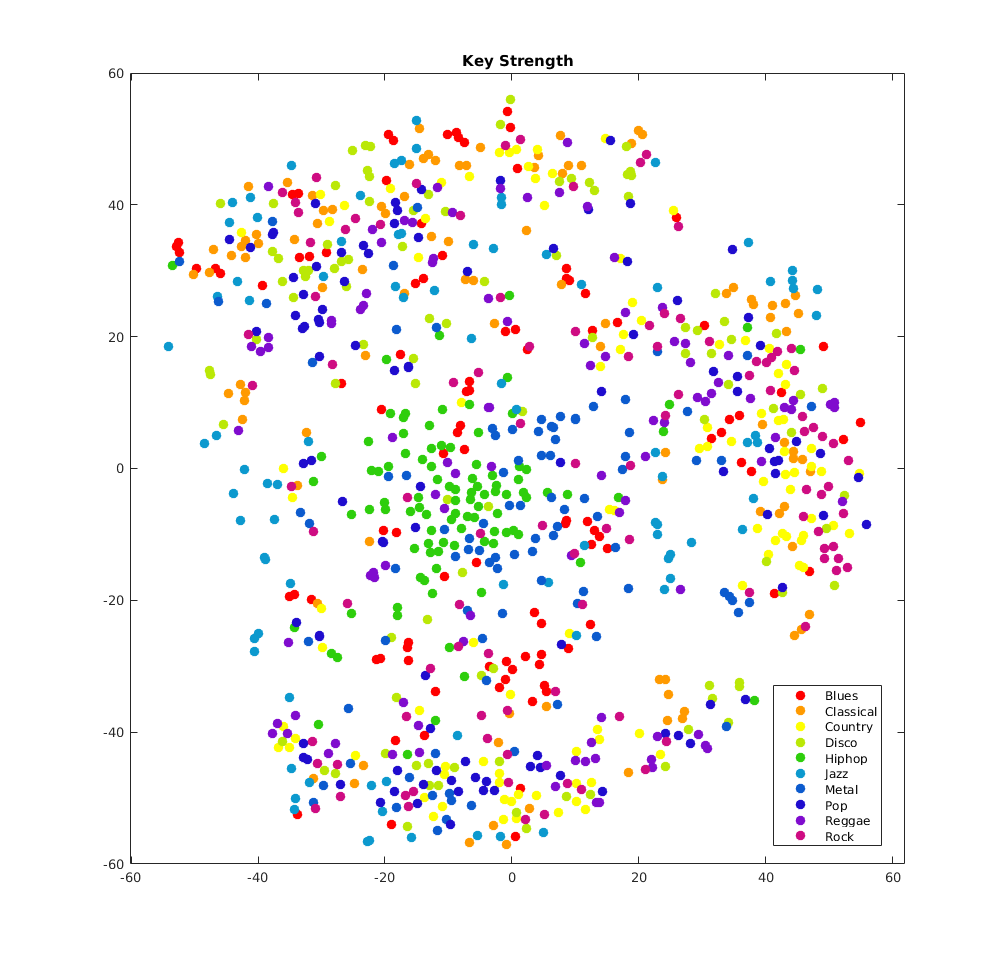 Key Strength
60
40
20
0
-20
-40
-60
-60 -40 -20 0 20 40 60
Blues
Classical
Country
Disco
Hiphop
Jazz
Metal
Pop
Reggae
Rock